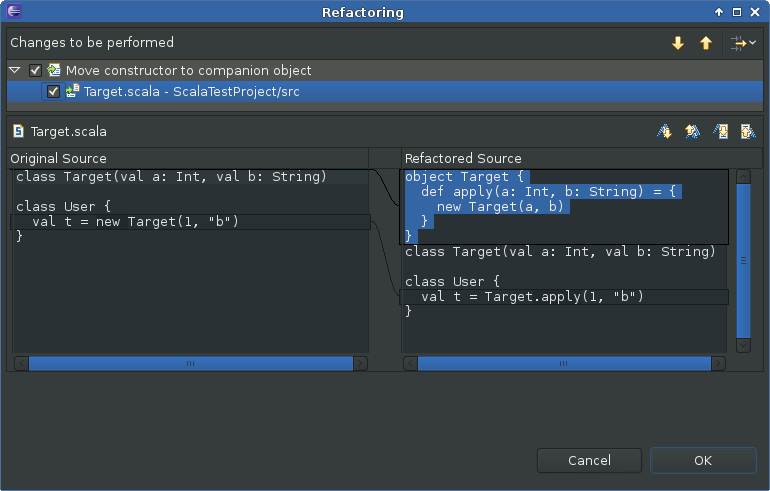 Refactoring
Changes to be performed
Move constructor to companion object
Target.scala - ScalaTestProject/src
Target.scala
Original Source
Refactored Source
class Target(val a: Int, val b: String)
class User {
val t = new Target(1, "b")
}
object Target {
def apply(a: Int, b: String) = {
new Target(a, b)
}
}
class Target(val a: Int, val b: String)
class User {
val t = Target.apply(1, "b")
}
Cancel
OK